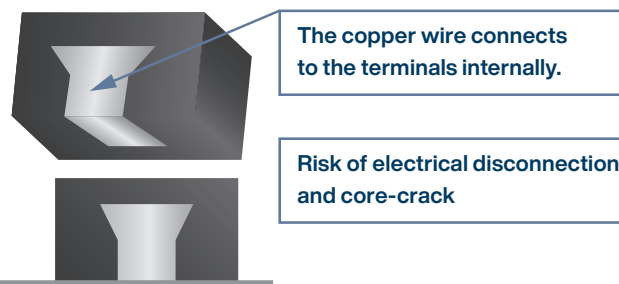 The copper wire connects
to the terminals internally.
Risk of electrical disconnection
and core-crack